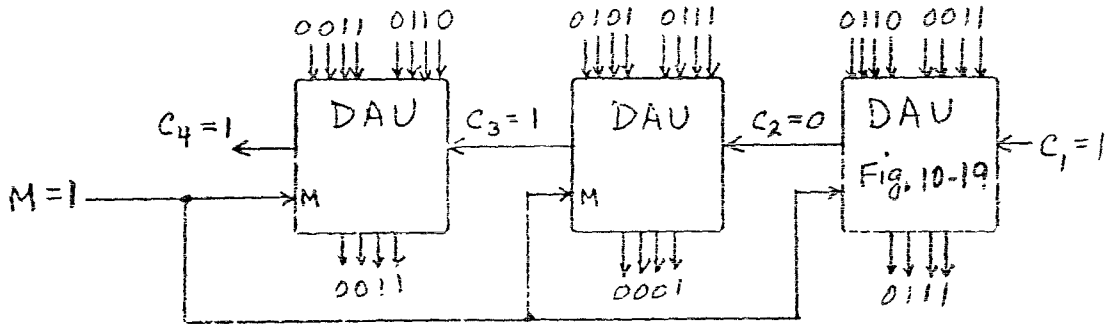 0011 0110 0101 0111 0110 0011
DAU DAU DAU
C4=1 C3=1 C2=0 C1=1
Fig. 10-19
M=1 M M
0011 0001 0111